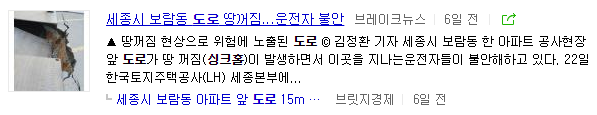 세종시 보람동 도로 땅꺼짐...운전자 불안 브레이크뉴스 | 6일 전 |
▲ 땅꺼짐 현상으로 위험에 노출된 도로 © 김정환 기자 세종시 보람동 한 아파트 공사현장
앞 도로가 땅 꺼짐(싱크홀)이 발생하면서 이곳을 지나는운전자들이 불안해하고 있다. 22일
한국토지주택공사(LH) 세종본부에...
세종시 보람동 아파트 앞 도로 15m ··· 브릿지경제 | 6일 전